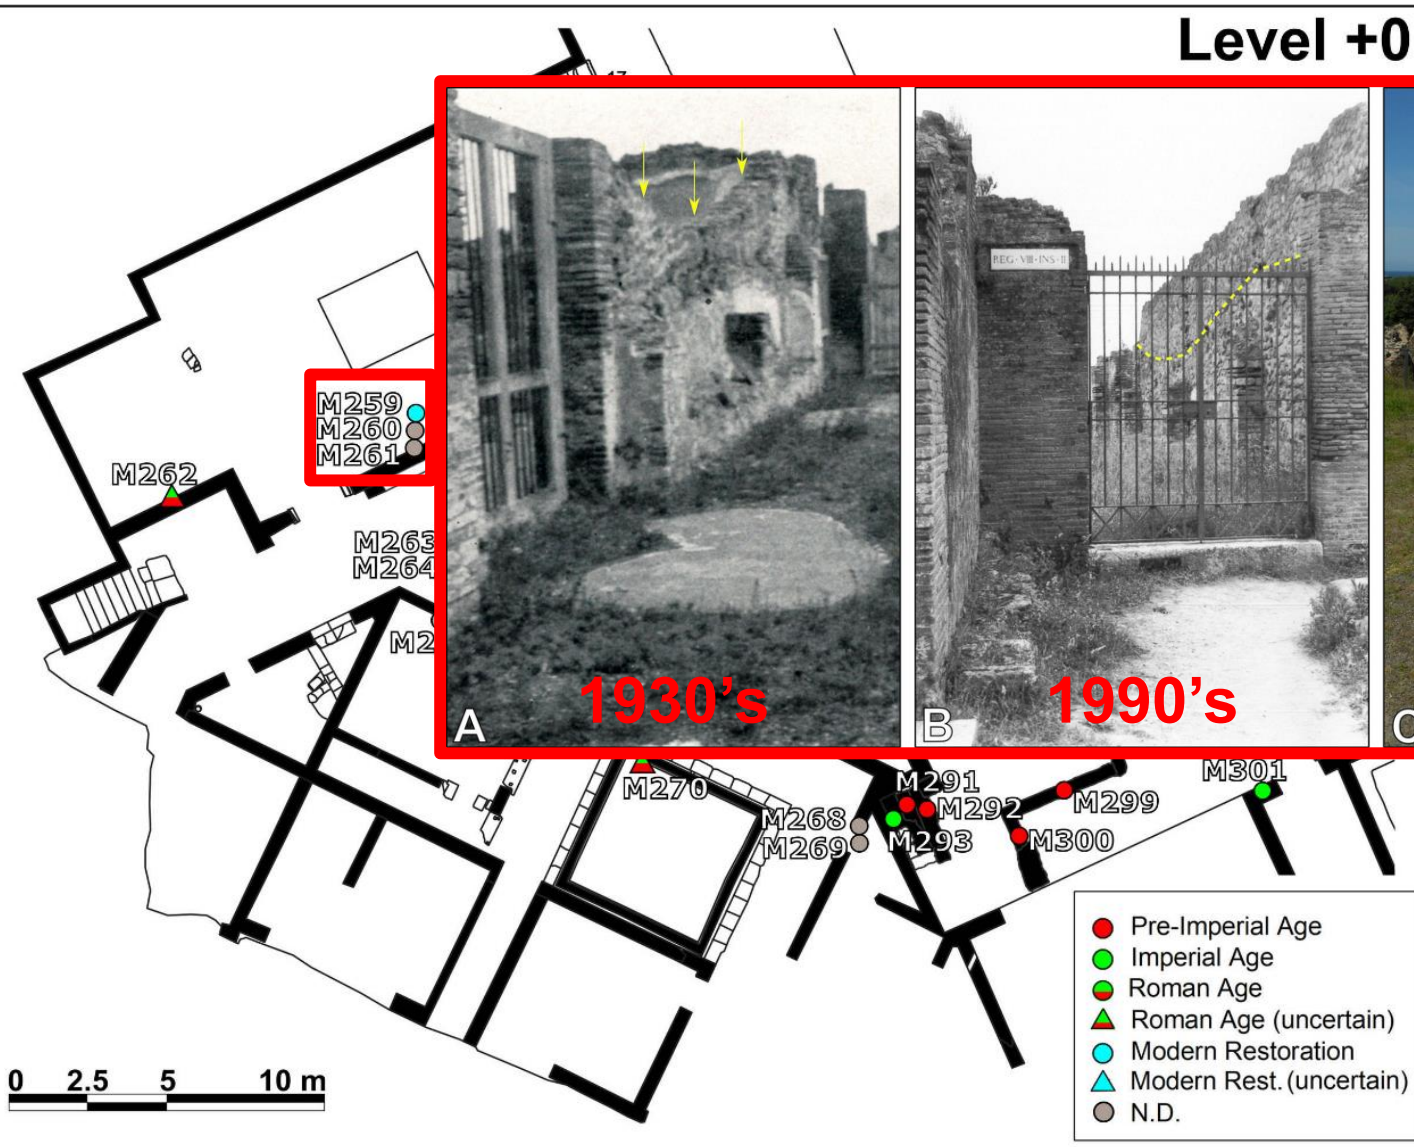 Level +0
17
REG · VIII · INS · II
M259
M260
M261
M262
M263
M264
M2
A
1930’s
B
1990’s
C
M270
M268
M269
M291
M292
M293
M299
M300
M301
Pre-Imperial Age
Imperial Age
Roman Age
Roman Age (uncertain)
Modern Restoration
Modern Rest. (uncertain)
N.D.
0 2.5 5 10 m